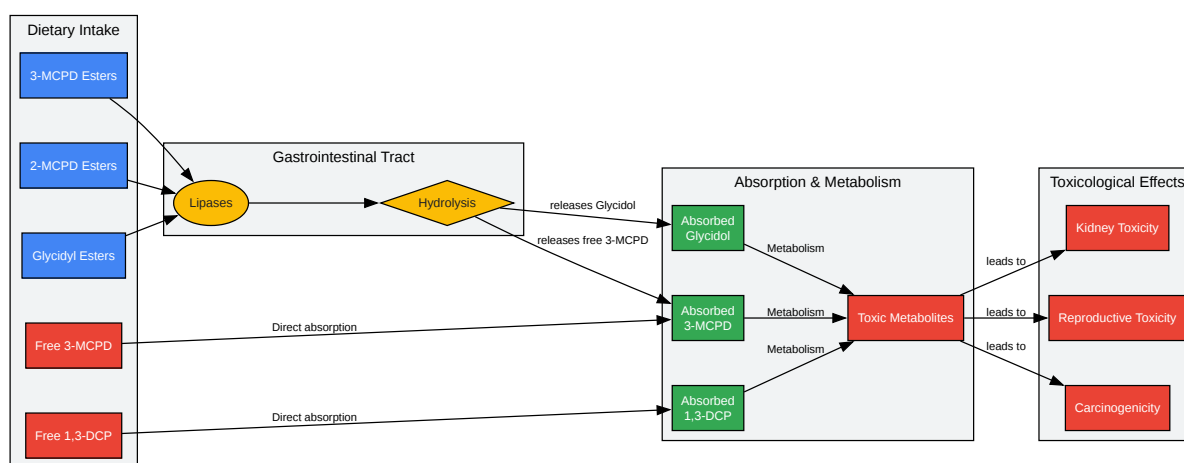 Dietary Intake
3-MCPD Esters
2-MCPD Esters
Glycidyl Esters
Free 3-MCPD
Free 1,3-DCP
Gastrointestinal Tract
Lipases
Hydrolysis
releases Glycidol
releases free 3-MCPD
Direct absorption
Direct absorption
Absorption & Metabolism
Absorbed
Glycidol
Absorbed
3-MCPD
Absorbed
1,3-DCP
Metabolism
Metabolism
Metabolism
Toxic Metabolites
leads to
leads to
leads to
Toxicological Effects
Kidney Toxicity
Reproductive Toxicity
Carcinogenicity